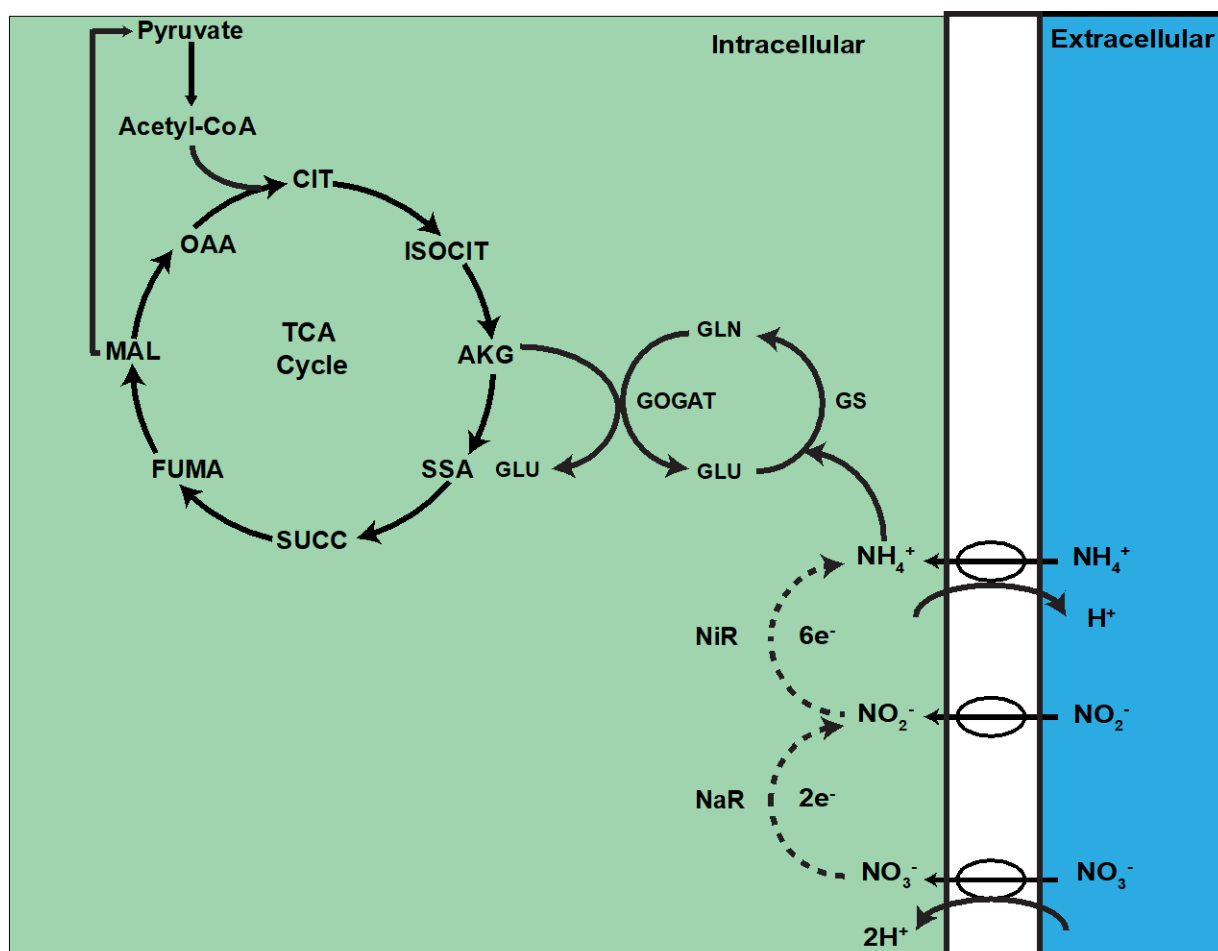 Pyruvate
Intracellular
Extracellular
Acetyl-CoA
CIT
OAA
ISOCIT
TCA
Cycle
MAL
AKG
GLN
GOGAT
GS
FUMA
SSA
GLU
GLU
SUCC
NH₄⁺
NH₄⁺
H⁺
NiR
6e⁻
NO₂⁻
NO₂⁻
NaR
2e⁻
NO₃⁻
NO₃⁻
2H⁺